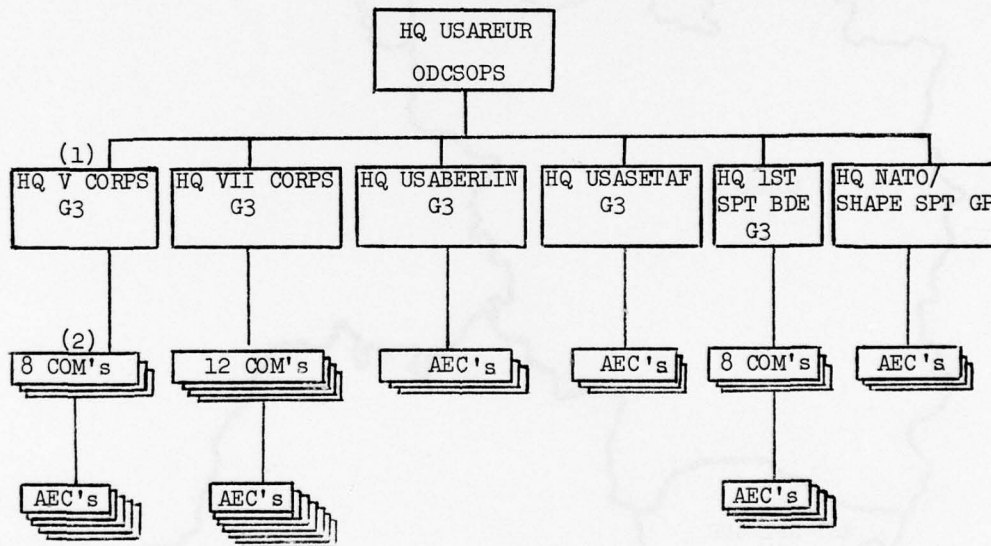 HQ USAREUR
ODCSOPS
(1)
HQ V CORPS
G3
HQ VII CORPS
G3
HQ USABERLIN
G3
HQ USASETAF
G3
HQ 1ST
SPT BDE
G3
HQ NATO/
SHAPE SPT GP
(2)
8 COM's
12 COM's
AEC's
AEC's
8 COM's
AEC's
AEC's
AEC's
AEC's